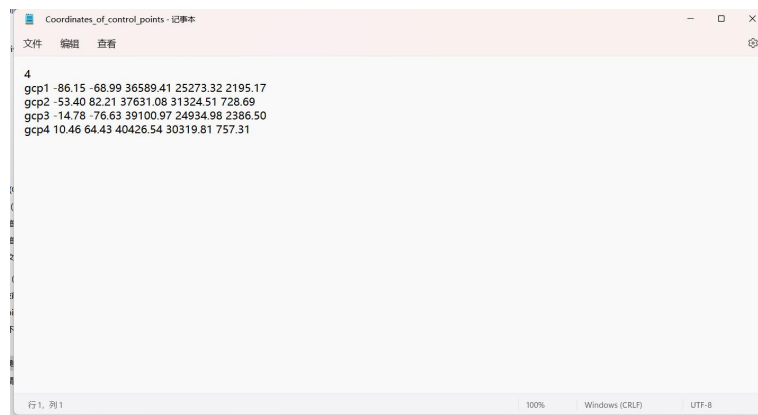 Coordinates_of_control_points - 记事本
文件 编辑 查看
4
gcp1 -86.15 -68.99 36589.41 25273.32 2195.17
gcp2 -53.40 82.21 37631.08 31324.51 728.69
gcp3 -14.78 -76.63 39100.97 24934.98 2386.50
gcp4 10.46 64.43 40426.54 30319.81 757.31
行 1, 列 1 100% Windows (CRLF) UTF-8